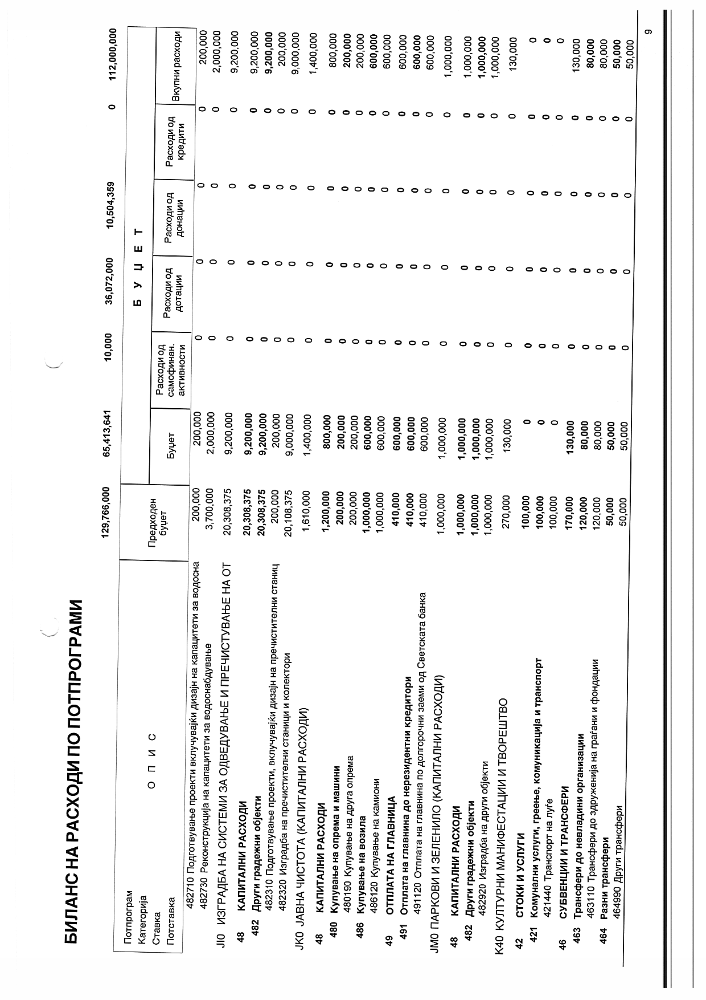 БИЛАНС НА РАСХОДИ ПО ПОТПРОГРАМИ
129,766,000 65,413,641 10,000 36,072,000 10,504,359 0 112,000,000
Потпрограм
Категорија
Ставка
Потставка
О П И С
Предходен буџет
Б У Џ Е Т
Буџет
Расходи од самофинан. активности
Расходи од дотации
Расходи од донации
Расходи од кредити
Вкупни расходи
482710 Подготвување проекти вклучувајќи дизајн на капацитети за водосна 200,000 200,000 0 0 0 0 200,000
482730 Реконструкција на капацитети за водоснабдување 3,700,000 2,000,000 0 0 0 0 2,000,000
ЈI0 ИЗГРАДБА НА СИСТЕМИ ЗА ОДВЕДУВАЊЕ И ПРЕЧИСТУВАЊЕ НА ОТ 20,308,375 9,200,000 0 0 0 0 9,200,000
48 КАПИТАЛНИ РАСХОДИ 20,308,375 9,200,000 0 0 0 0 9,200,000
482 Други градежни објекти 20,308,375 9,200,000 0 0 0 0 9,200,000
482310 Подготвување проекти, вклучувајќи дизајн на пречистителни станиц 200,000 200,000 0 0 0 0 200,000
482320 Изградба на пречистителни станици и колектори 20,108,375 9,000,000 0 0 0 0 9,000,000
ЈК0 ЈАВНА ЧИСТОТА (КАПИТАЛНИ РАСХОДИ) 1,610,000 1,400,000 0 0 0 0 1,400,000
48 КАПИТАЛНИ РАСХОДИ 1,200,000 800,000 0 0 0 0 800,000
480 Купување на опрема и машини 200,000 200,000 0 0 0 0 200,000
480190 Купување на друга опрема 200,000 200,000 0 0 0 0 200,000
486 Купување на возила 1,000,000 600,000 0 0 0 0 600,000
486120 Купување на камиони 1,000,000 600,000 0 0 0 0 600,000
49 ОТПЛАТА НА ГЛАВНИЦА 410,000 600,000 0 0 0 0 600,000
491 Отплата на главнина до нерезидентни кредитори 410,000 600,000 0 0 0 0 600,000
491120 Отплата на главнина по долгорочни заеми од Светската банка 410,000 600,000 0 0 0 0 600,000
ЈМ0 ПАРКОВИ И ЗЕЛЕНИЛО (КАПИТАЛНИ РАСХОДИ) 1,000,000 1,000,000 0 0 0 0 1,000,000
48 КАПИТАЛНИ РАСХОДИ 1,000,000 1,000,000 0 0 0 0 1,000,000
482 Други градежни објекти 1,000,000 1,000,000 0 0 0 0 1,000,000
482920 Изградба на други објекти 1,000,000 1,000,000 0 0 0 0 1,000,000
К40 КУЛТУРНИ МАНИФЕСТАЦИИ И ТВОРЕШТВО 270,000 130,000 0 0 0 0 130,000
42 СТОКИ И УСЛУГИ 100,000 0 0 0 0 0 0
421 Комунални услуги, греење, комуникација и транспорт 100,000 0 0 0 0 0 0
421440 Транспорт на луѓе 100,000 0 0 0 0 0 0
46 СУБВЕНЦИИ И ТРАНСФЕРИ 170,000 130,000 0 0 0 0 130,000
463 Трансфери до невладини организации 120,000 80,000 0 0 0 0 80,000
463110 Трансфери до здруженија на граѓани и фондации 120,000 80,000 0 0 0 0 80,000
464 Разни трансфери 50,000 50,000 0 0 0 0 50,000
464990 Други трансфери 50,000 50,000 0 0 0 0 50,000
9